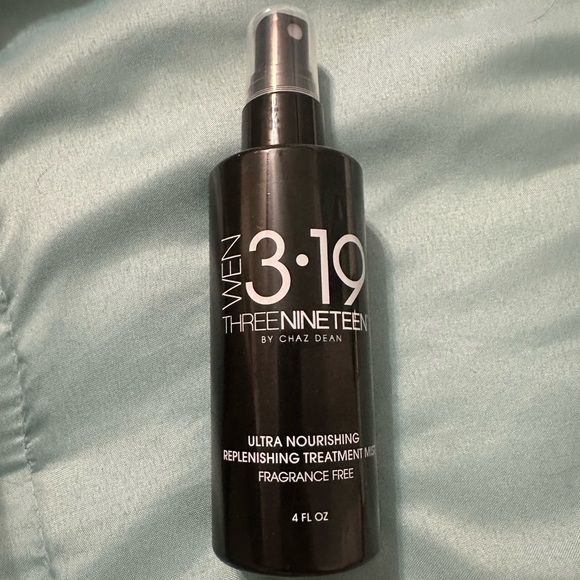 WEN
3·19
THREENINETEEN
BY CHAZ DEAN
ULTRA NOURISHING
REPLENISHING TREATMENT MIST
FRAGRANCE FREE
4 FL OZ